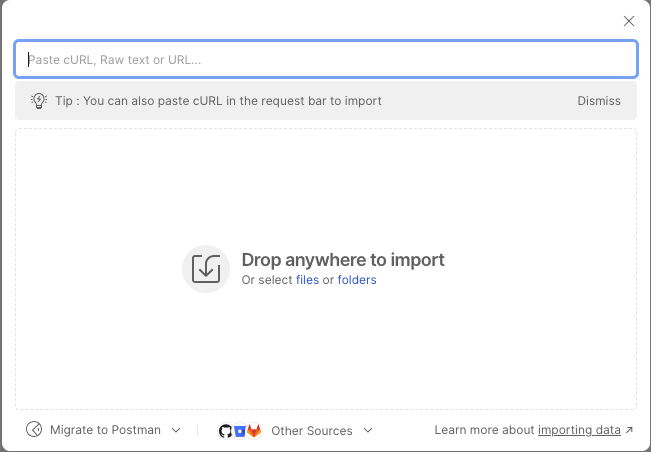 Paste cURL, Raw text or URL...
Tip : You can also paste cURL in the request bar to import
Dismiss
Drop anywhere to import
Or select files or folders
Migrate to Postman
Other Sources
Learn more about importing data ↗